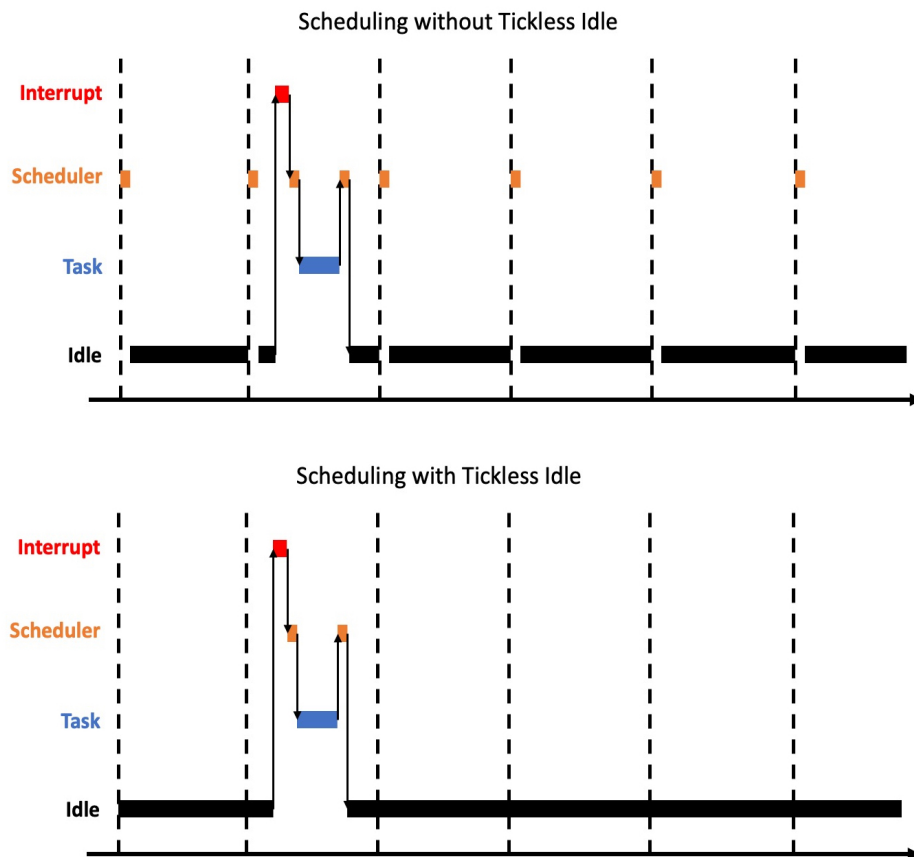 Scheduling without Tickless Idle
Interrupt
Scheduler
Task
Idle
Scheduling with Tickless Idle
Interrupt
Scheduler
Task
Idle